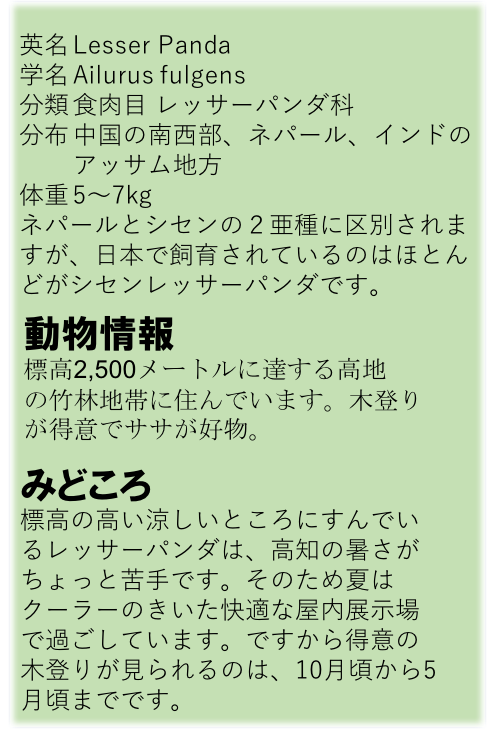 英名 Lesser Panda
学名 Ailurus fulgens
分類 食肉目 レッサーパンダ科
分布 中国の南西部、ネパール、インドの
アッサム地方
体重 5～7kg
ネパールとシセンの２亜種に区別されま
すが、日本で飼育されているのはほとん
どがシセンレッサーパンダです。
動物情報
標高2,500メートルに達する高地
の竹林地帯に住んでいます。木登り
が得意でササが好物。
みどころ
標高の高い涼しいところにすんでい
るレッサーパンダは、高知の暑さが
ちょっと苦手です。そのため夏は
クーラーのきいた快適な屋内展示場
で過ごしています。ですから得意の
木登りが見られるのは、10月頃から5
月頃までです。